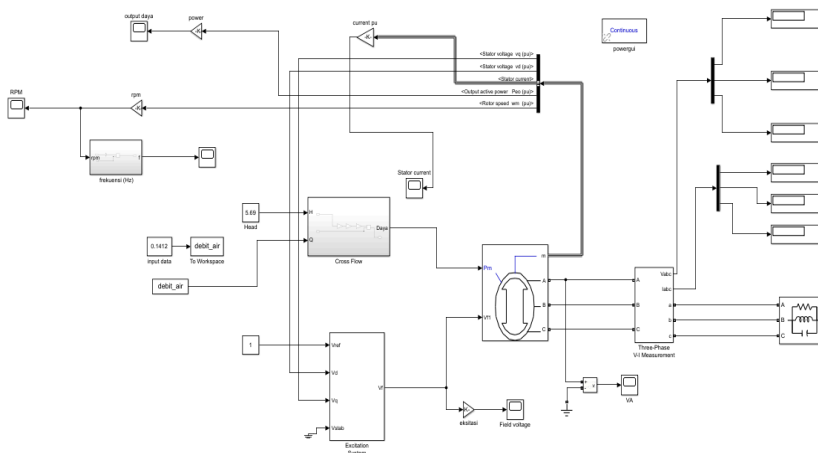 output daya
power
-K-
current pu
-K-
Continuous
powergui
<Stator voltage vq (pu)>
<Stator voltage vd (pu)>
<Stator current>
<Output active power Peo (pu)>
<Rotor speed wm (pu)>
RPM
rpm
-K-
rpm
f
frekuensi (Hz)
Stator current
5.69
Head
H
Q
Daya
Cross Flow
0.1412
input data
debit_air
To Workspace
debit_air
Pm
Vf
m
A
B
C
A
B
C
Vabc
Iabc
a
b
c
Three-Phase
V-I Measurement
A
B
C
1
Vref
Vd
Vq
Vstab
Vf
Excitation
K-
eksitasi
Field voltage
+
-
v
VA